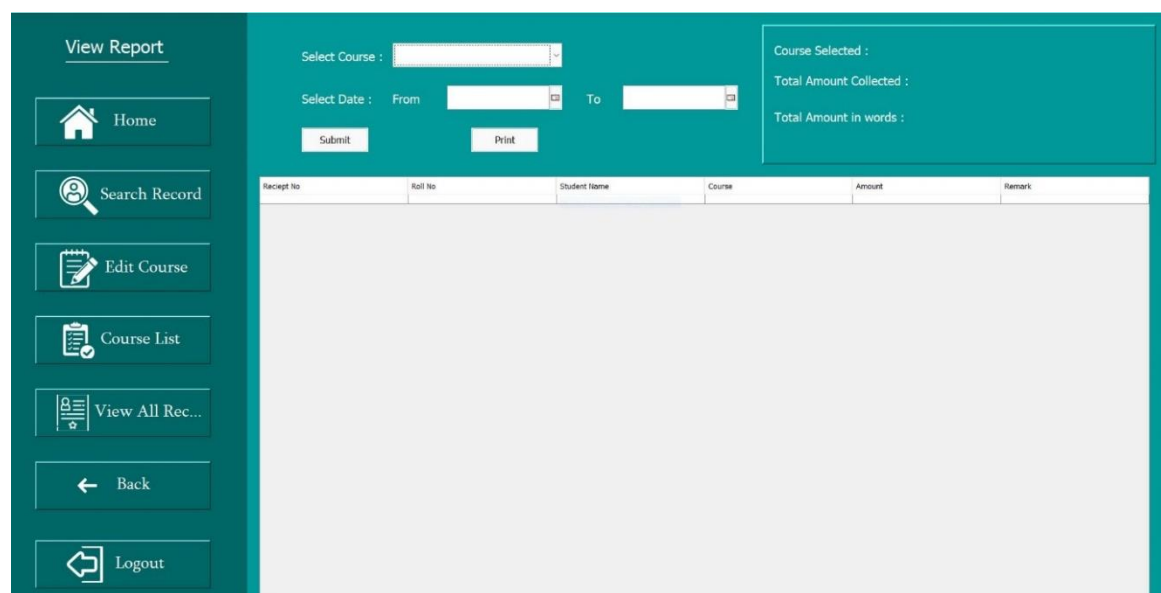 View Report
Home
Search Record
Edit Course
Course List
View All Rec...
Back
Logout
Select Course :
Select Date : From To
Submit Print
Course Selected :
Total Amount Collected :
Total Amount in words :
Reciept No Roll No Student Name Course Amount Remark